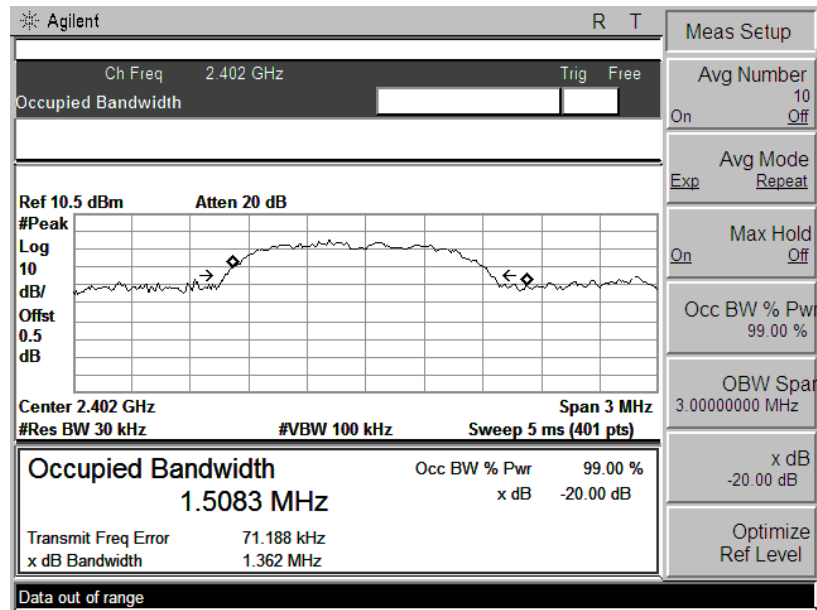 Agilent R T
Ch Freq 2.402 GHz Trig Free
Occupied Bandwidth
Ref 10.5 dBm Atten 20 dB
#Peak
Log
10
dB/
Offst
0.5
dB
Center 2.402 GHz Span 3 MHz
#Res BW 30 kHz #VBW 100 kHz Sweep 5 ms (401 pts)
Occupied Bandwidth Occ BW % Pwr 99.00 %
1.5083 MHz x dB -20.00 dB
Transmit Freq Error 71.188 kHz
x dB Bandwidth 1.362 MHz
Data out of range
Meas Setup
Avg Number
10
On Off
Avg Mode
Exp Repeat
Max Hold
On Off
Occ BW % Pwr
99.00 %
OBW Span
3.00000000 MHz
x dB
-20.00 dB
Optimize
Ref Level